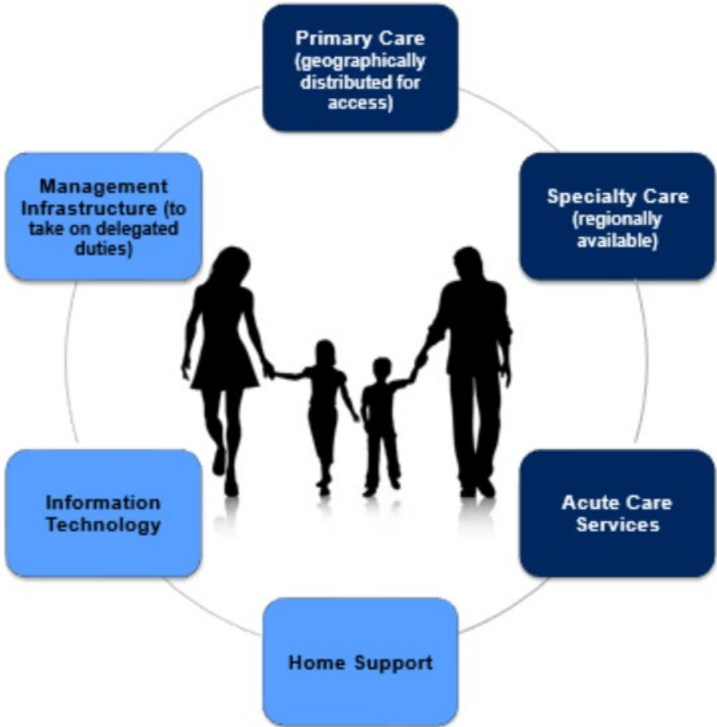 Primary Care
(geographically
distributed for
access)
Specialty Care
(regionally
available)
Acute Care
Services
Home Support
Information
Technology
Management
Infrastructure (to
take on delegated
duties)